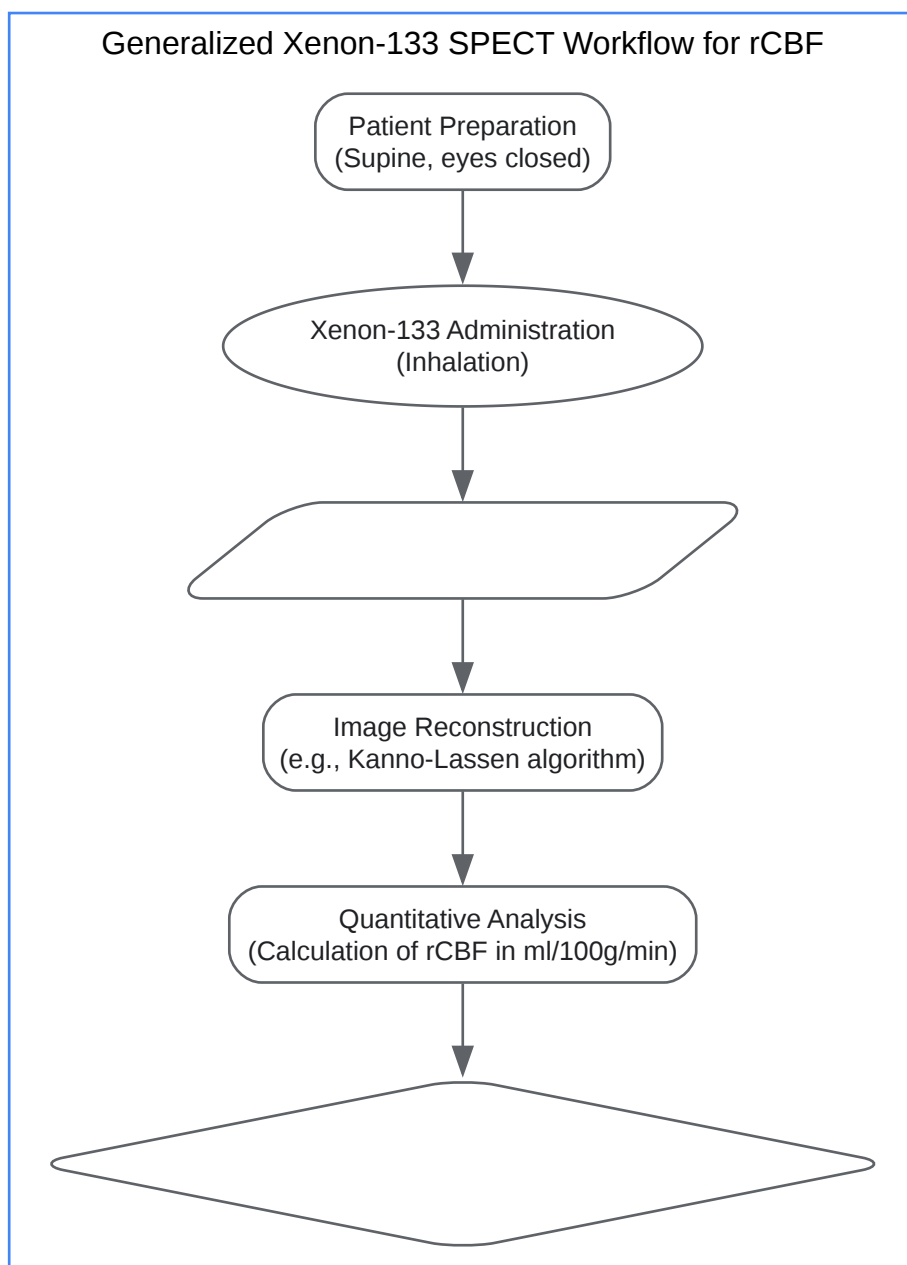 Generalized Xenon-133 SPECT Workflow for rCBF
Patient Preparation
(Supine, eyes closed)
Xenon-133 Administration
(Inhalation)
Image Reconstruction
(e.g., Kanno-Lassen algorithm)
Quantitative Analysis
(Calculation of rCBF in ml/100g/min)